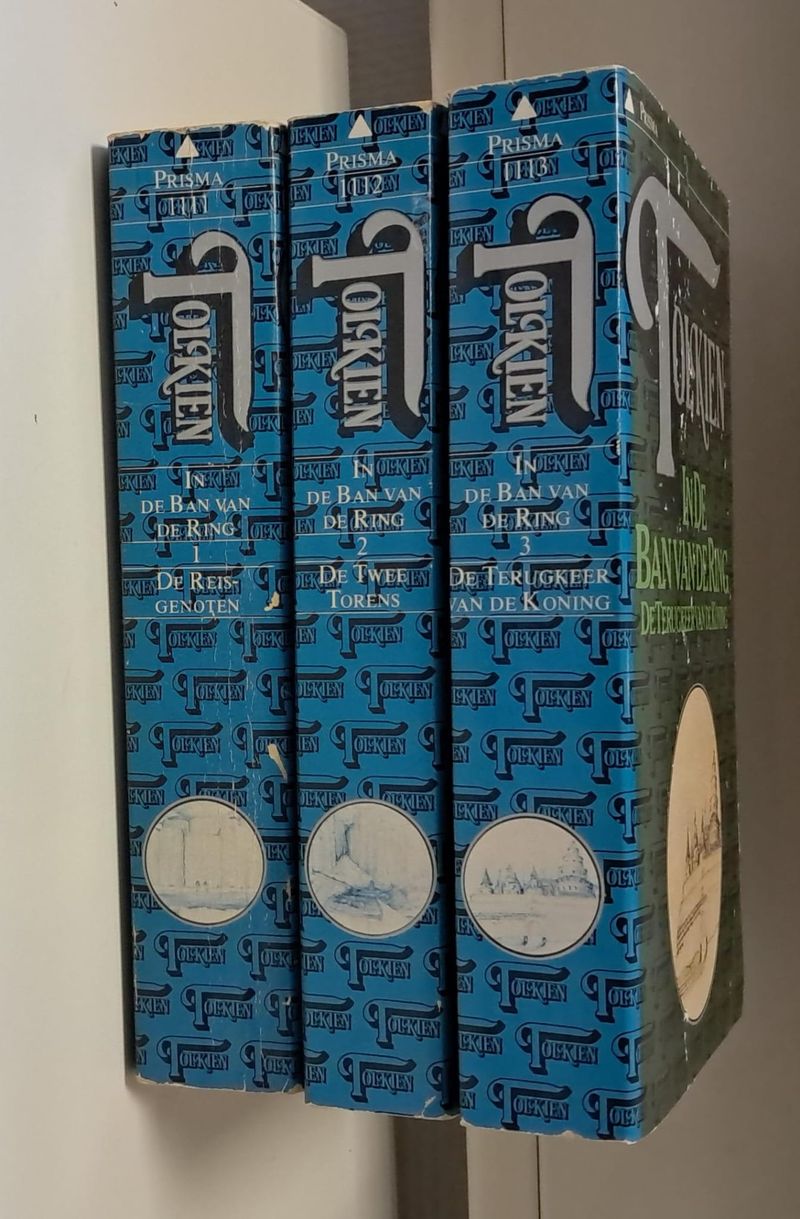 PRISMA
1111
TOLKIEN
IN
DE BAN VAN
DE RING
1
DE REIS-
GENOTEN
PRISMA
1112
TOLKIEN
IN
DE BAN VAN
DE RING
2
DE TWEE
TORENS
PRISMA
1113
TOLKIEN
IN
DE BAN VAN
DE RING
3
DE TERUGKEER
VAN DE KONING
PRISMA
TOLKIEN
IN DE
BAN VAN DE RING
DE TERUGKEER VAN DE KONING